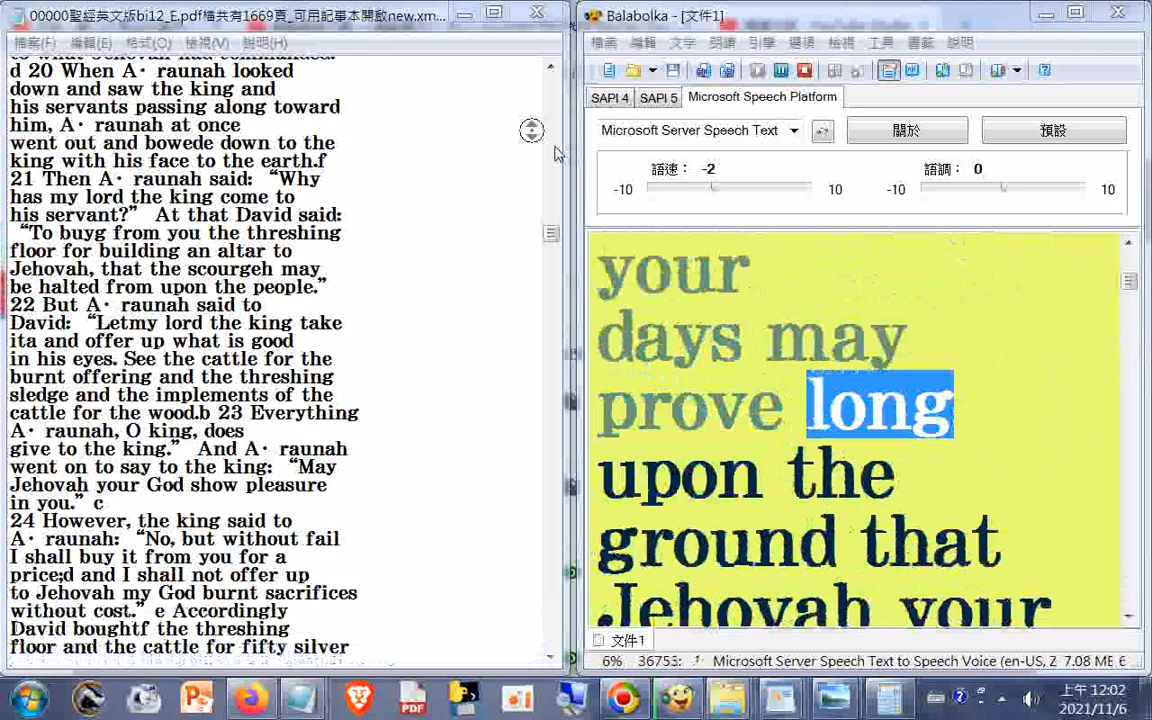 00000聖經英文版bi12_E.pdf檔共有1669頁_可用記事本開啟new.xm...
檔案(F) 編輯(E) 格式(O) 檢視(V) 說明(H)
d 20 When A· raunah looked
down and saw the king and
his servants passing along toward
him, A· raunah at once
went out and bowede down to the
king with his face to the earth.f
21 Then A· raunah said: “Why
has my lord the king come to
his servant?” At that David said:
“To buyg from you the threshing
floor for building an altar to
Jehovah, that the scourgeh may
be halted from upon the people.”
22 But A· raunah said to
David: “Letmy lord the king take
ita and offer up what is good
in his eyes. See the cattle for the
burnt offering and the threshing
sledge and the implements of the
cattle for the wood.b 23 Everything
A· raunah, O king, does
give to the king.” And A· raunah
went on to say to the king: “May
Jehovah your God show pleasure
in you.” c
24 However, the king said to
A· raunah: “No, but without fail
I shall buy it from you for a
price;d and I shall not offer up
to Jehovah my God burnt sacrifices
without cost.” e Accordingly
David boughtf the threshing
floor and the cattle for fifty silver
Balabolka - [文件1]
檔案 編輯 文字 朗讀 引擎 選項 檢視 工具 書籤 說明
SAPI 4 SAPI 5 Microsoft Speech Platform
Microsoft Server Speech Text 關於 預設
語速: -2 語調: 0
-10 10 -10 10
your
days may
prove long
upon the
ground that
Jehovah your
文件1
6% 36753: Microsoft Server Speech Text to Speech Voice (en-US, Z 7.08 MB 6
上午 12:02
2021/11/6